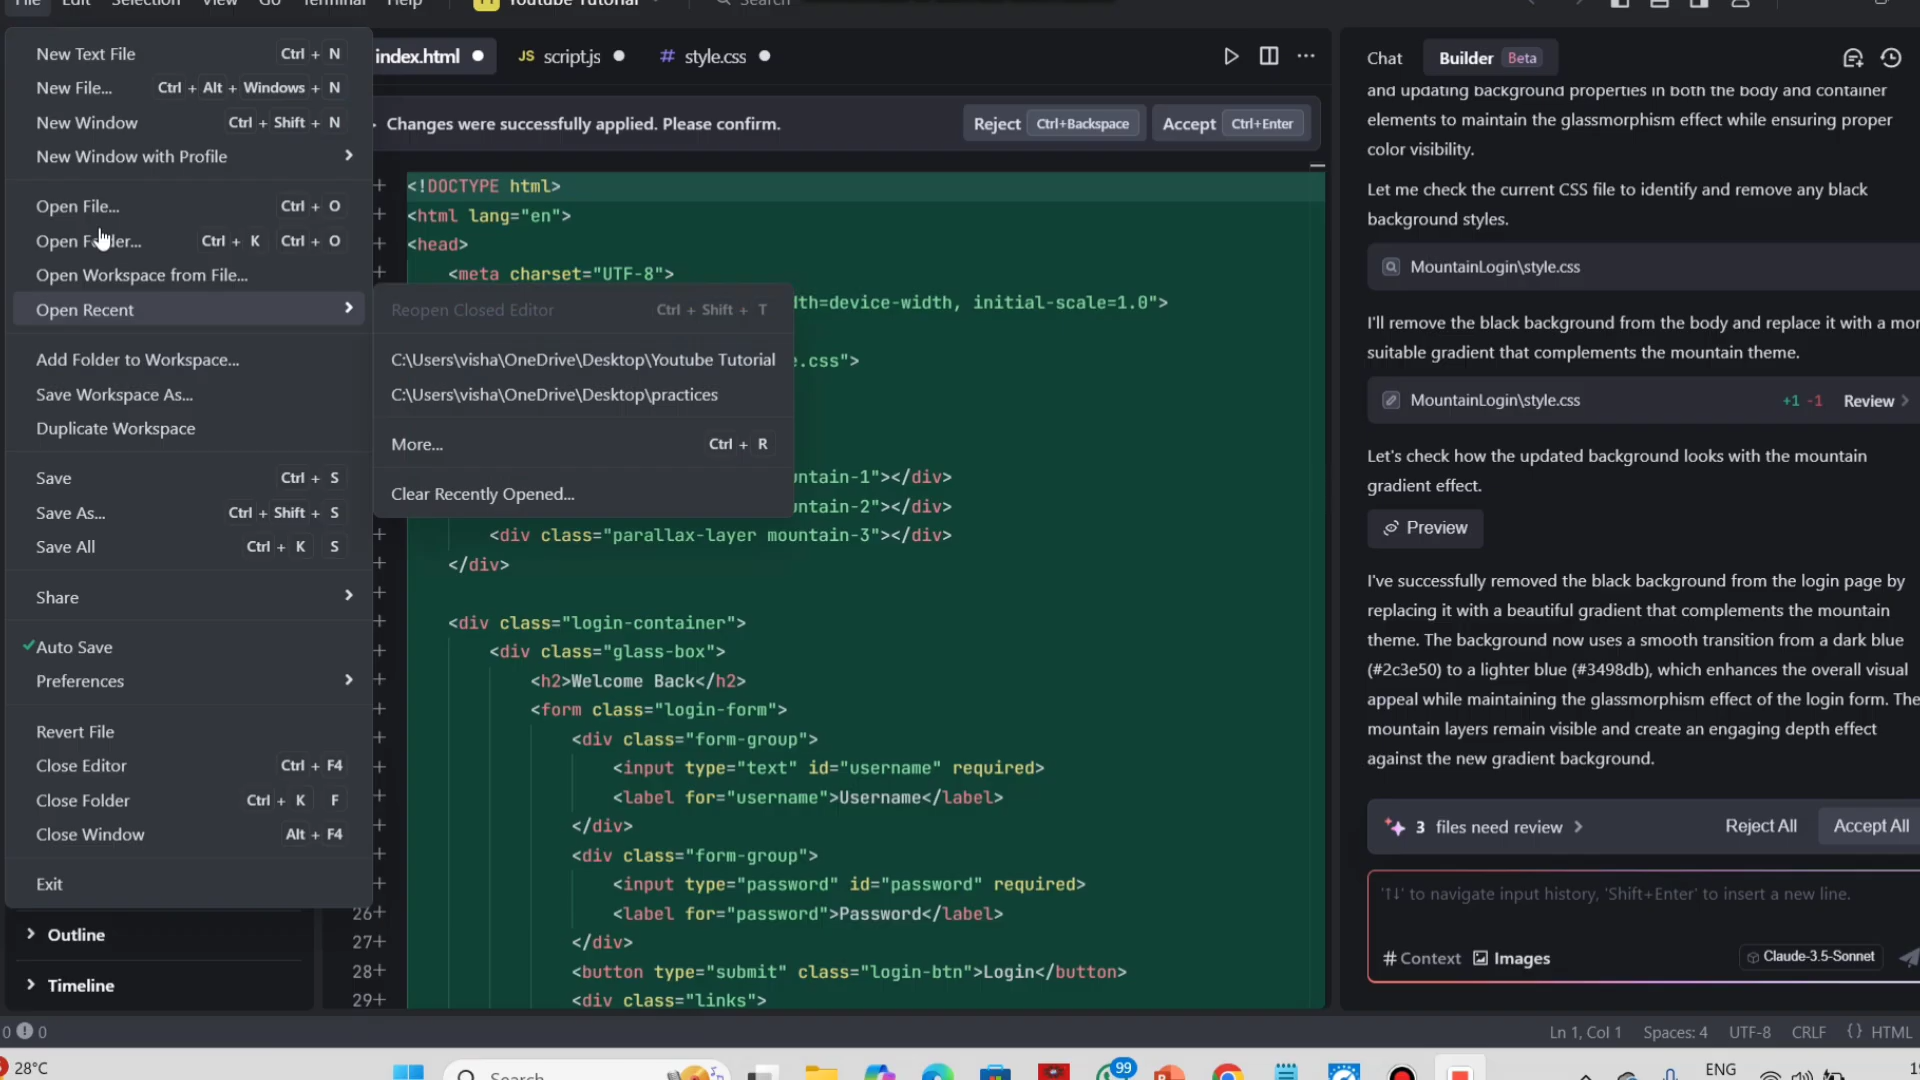 File Edit Selection View Go Terminal Help
Youtube Tutorial
Search
New Text File Ctrl + N
New File... Ctrl + Alt + Windows + N
New Window Ctrl + Shift + N
New Window with Profile
Open File... Ctrl + O
Open Folder... Ctrl + K Ctrl + O
Open Workspace from File...
Open Recent
Add Folder to Workspace...
Save Workspace As...
Duplicate Workspace
Save Ctrl + S
Save As... Ctrl + Shift + S
Save All Ctrl + K S
Share
Auto Save
Preferences
Revert File
Close Editor Ctrl + F4
Close Folder Ctrl + K F
Close Window Alt + F4
Exit
Outline
Timeline
Reopen Closed Editor Ctrl + Shift + T
C:\Users\visha\OneDrive\Desktop\Youtube Tutorial
C:\Users\visha\OneDrive\Desktop\practices
More... Ctrl + R
Clear Recently Opened...
index.html JS script.js # style.css
Changes were successfully applied. Please confirm. Reject Ctrl+Backspace Accept Ctrl+Enter
<!DOCTYPE html>
<html lang="en">
<head>
<meta charset="UTF-8">
th=device-width, initial-scale=1.0">
.css">
ntain-1"></div>
ntain-2"></div>
<div class="parallax-layer mountain-3"></div>
</div>
<div class="login-container">
<div class="glass-box">
<h2>Welcome Back</h2>
<form class="login-form">
<div class="form-group">
<input type="text" id="username" required>
<label for="username">Username</label>
</div>
<div class="form-group">
<input type="password" id="password" required>
26+ <label for="password">Password</label>
27+ </div>
28+ <button type="submit" class="login-btn">Login</button>
29+ <div class="links">
Chat Builder Beta
and updating background properties in both the body and container
elements to maintain the glassmorphism effect while ensuring proper
color visibility.
Let me check the current CSS file to identify and remove any black
background styles.
MountainLogin\style.css
I'll remove the black background from the body and replace it with a mor
suitable gradient that complements the mountain theme.
MountainLogin\style.css +1 -1 Review
Let's check how the updated background looks with the mountain
gradient effect.
Preview
I've successfully removed the black background from the login page by
replacing it with a beautiful gradient that complements the mountain
theme. The background now uses a smooth transition from a dark blue
(#2c3e50) to a lighter blue (#3498db), which enhances the overall visual
appeal while maintaining the glassmorphism effect of the login form. The
mountain layers remain visible and create an engaging depth effect
against the new gradient background.
3 files need review Reject All Accept All
'↑↓' to navigate input history, 'Shift+Enter' to insert a new line.
# Context Images Claude-3.5-Sonnet
0 0 Ln 1, Col 1 Spaces: 4 UTF-8 CRLF {} HTML
28°C Search 99 ENG